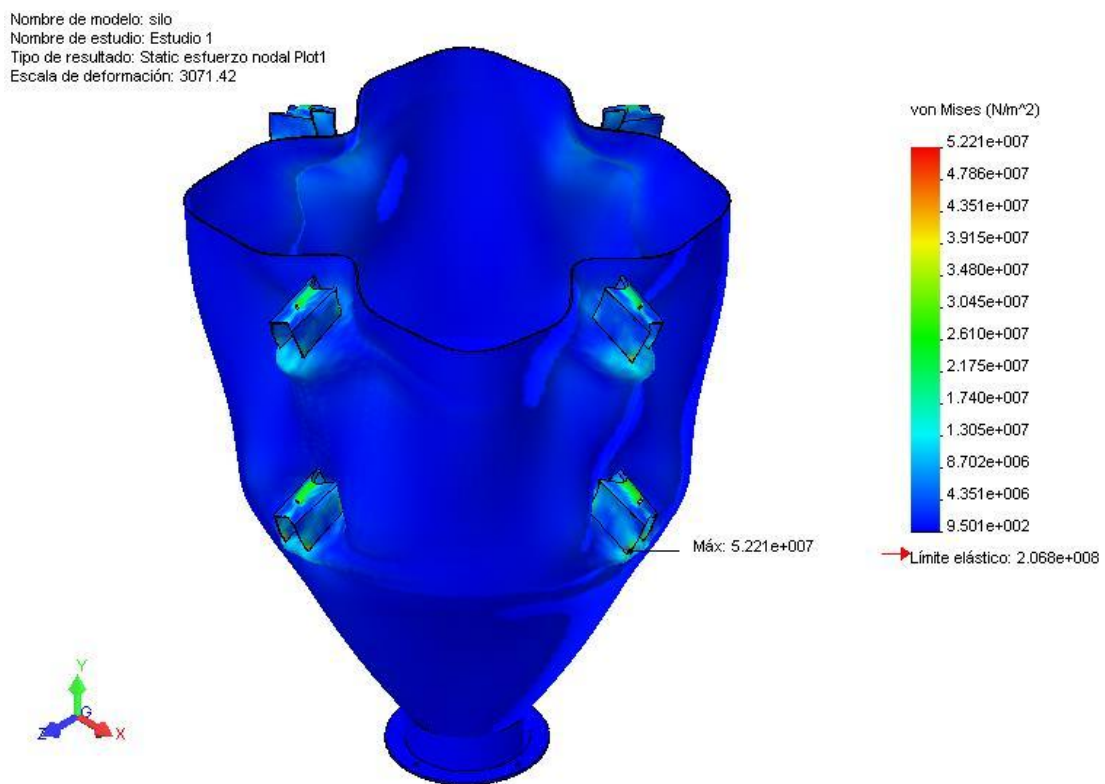 Nombre de modelo: silo
Nombre de estudio: Estudio 1
Tipo de resultado: Static esfuerzo nodal Plot1
Escala de deformación: 3071.42
von Mises (N/m^2)
5.221e+007
4.786e+007
4.351e+007
3.915e+007
3.480e+007
3.045e+007
2.610e+007
2.175e+007
1.740e+007
1.305e+007
8.702e+006
4.351e+006
9.501e+002
Máx: 5.221e+007
Límite elástico: 2.068e+008
Y
G
Z
X